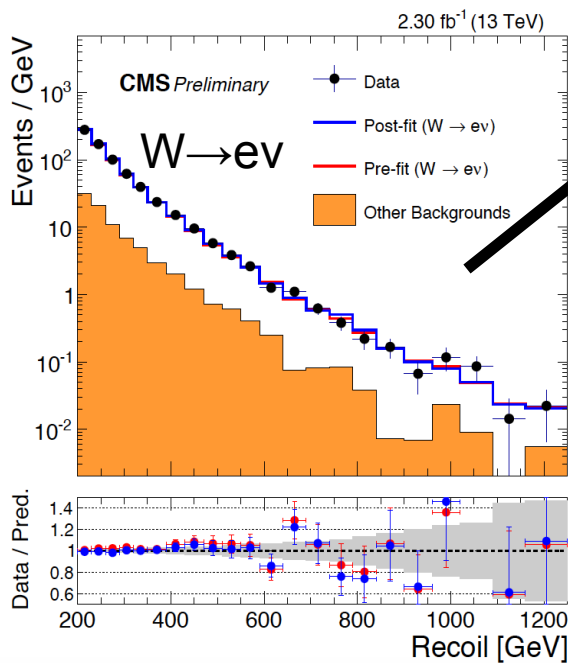 2.30 fb⁻¹ (13 TeV)
Events / GeV
10³
10²
10
1
10⁻¹
10⁻²
CMS Preliminary
W→eν
Data
Post-fit (W → eν)
Pre-fit (W → eν)
Other Backgrounds
Data / Pred.
1.4
1.2
1
0.8
0.6
200 400 600 800 1000 1200
Recoil [GeV]